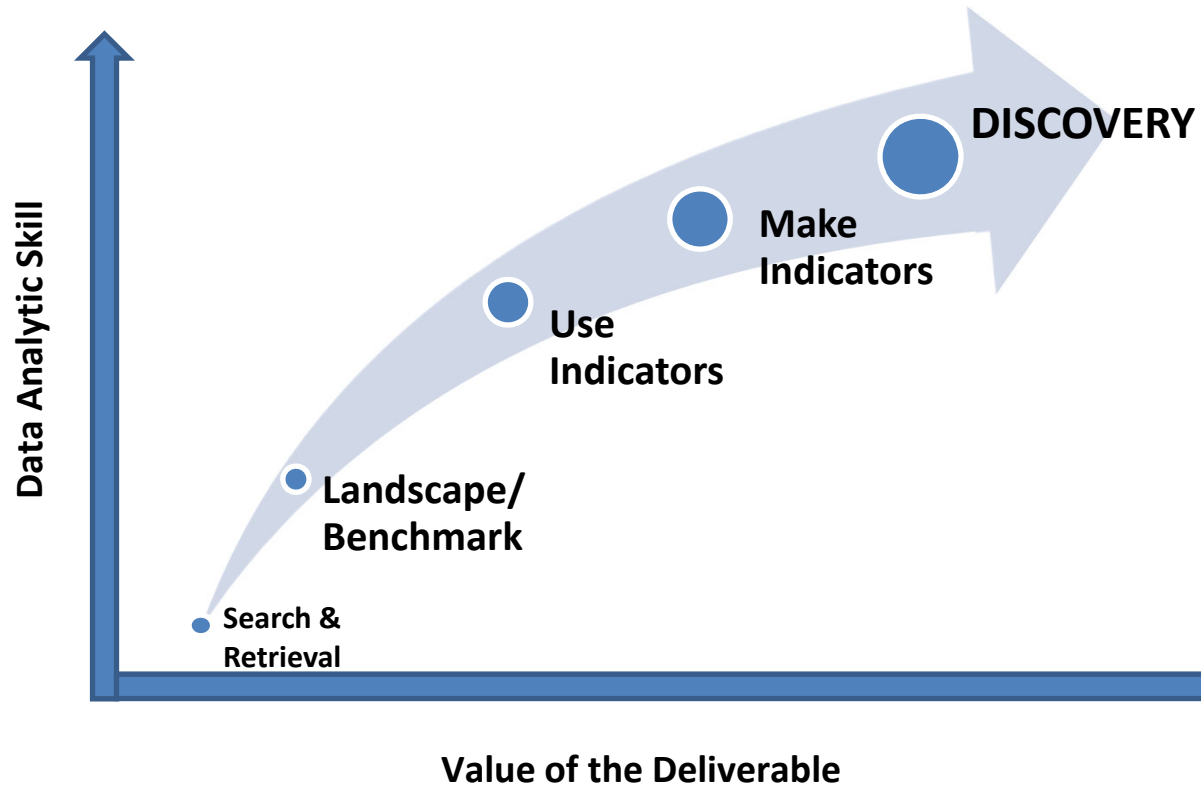 DISCOVERY
Make
Indicators
Use
Indicators
Landscape/
Benchmark
Search &
Retrieval
Data Analytic Skill
Value of the Deliverable